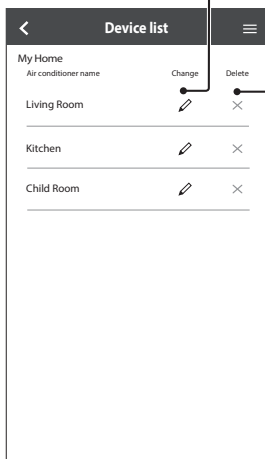 Device list
My Home
Air conditioner name Change Delete
Living Room
Kitchen
Child Room